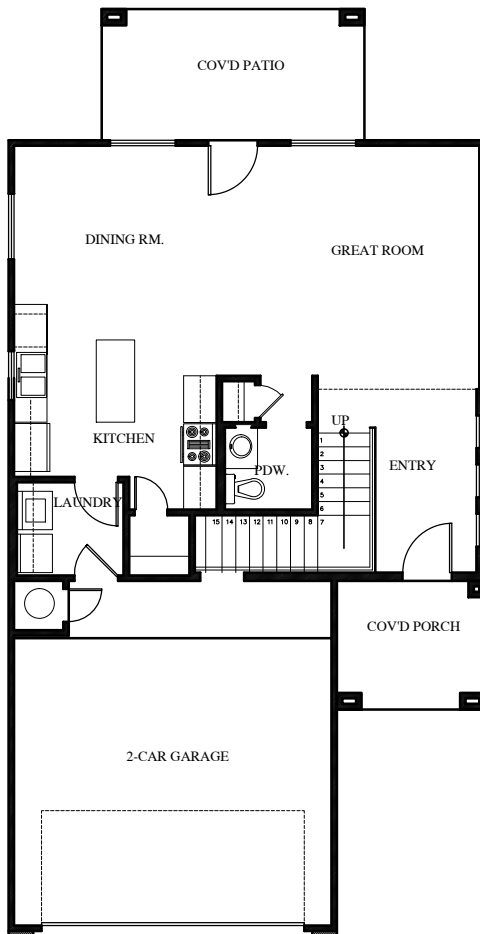 COV'D PATIO
DINING RM.
GREAT ROOM
UP
KITCHEN
1
2
3
4
5
6
7
PDW.
ENTRY
LAUNDRY
15 14 13 12 11 10 9 8
COV'D PORCH
2-CAR GARAGE